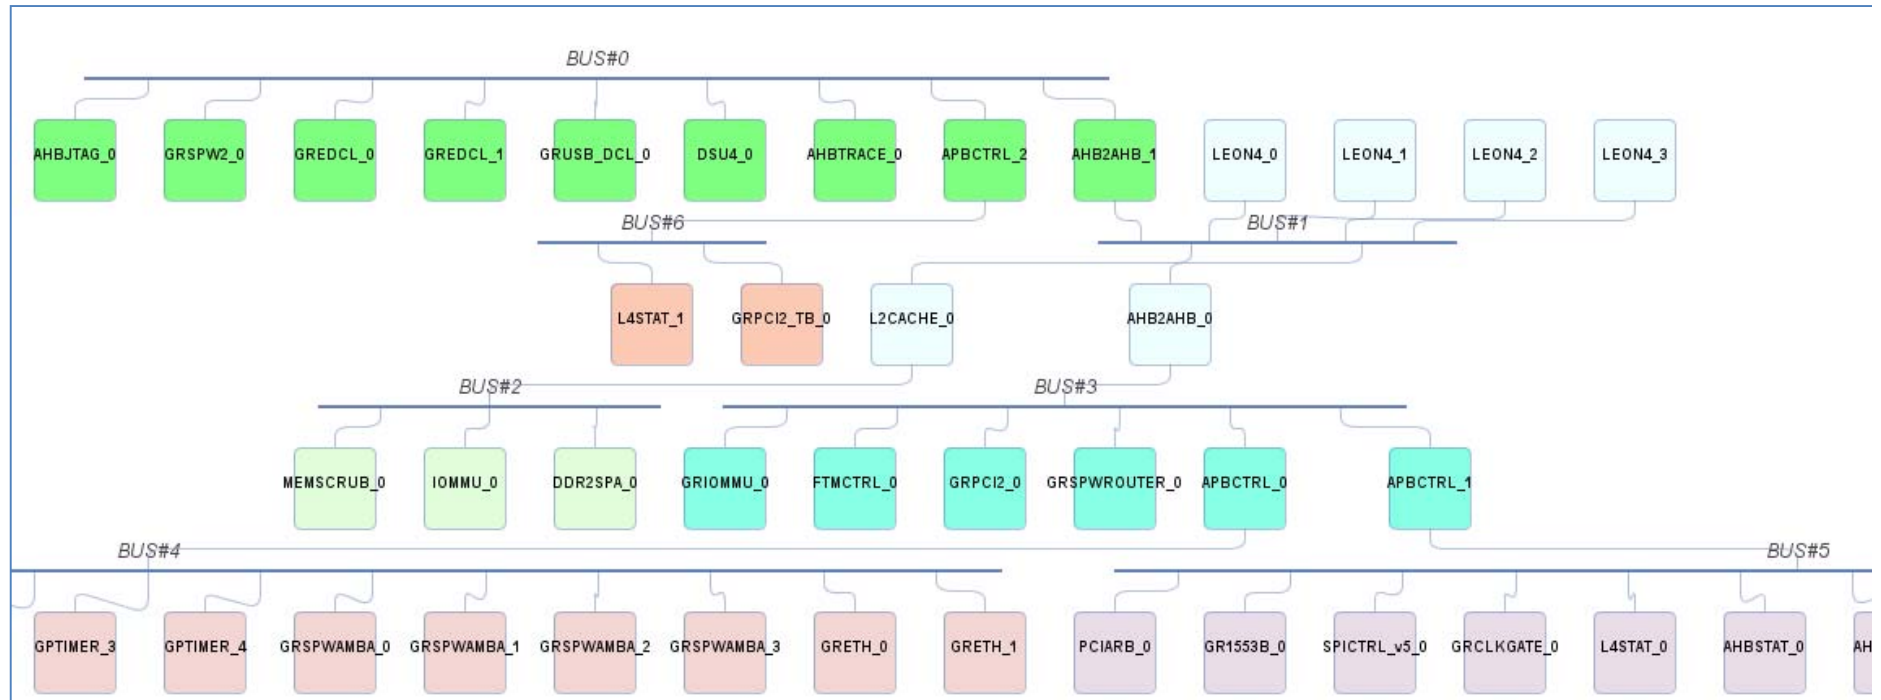 BUS#0
AHBJTAG_0
GRSPW2_0
GREDCL_0
GREDCL_1
GRUSB_DCL_0
DSU4_0
AHBTRACE_0
APBCTRL_2
AHB2AHB_1
LEON4_0
LEON4_1
LEON4_2
LEON4_3
BUS#6
BUS#1
L4STAT_1
GRPCI2_TB_0
L2CACHE_0
AHB2AHB_0
BUS#2
BUS#3
MEMSCRUB_0
IOMMU_0
DDR2SPA_0
GRIOMMU_0
FTMCTRL_0
GRPCI2_0
GRSPWROUTER_0
APBCTRL_0
APBCTRL_1
BUS#4
BUS#5
GPTIMER_3
GPTIMER_4
GRSPWAMBA_0
GRSPWAMBA_1
GRSPWAMBA_2
GRSPWAMBA_3
GRETH_0
GRETH_1
PCIARB_0
GR1553B_0
SPICTRL_v5_0
GRCLKGATE_0
L4STAT_0
AHBSTAT_0
AH